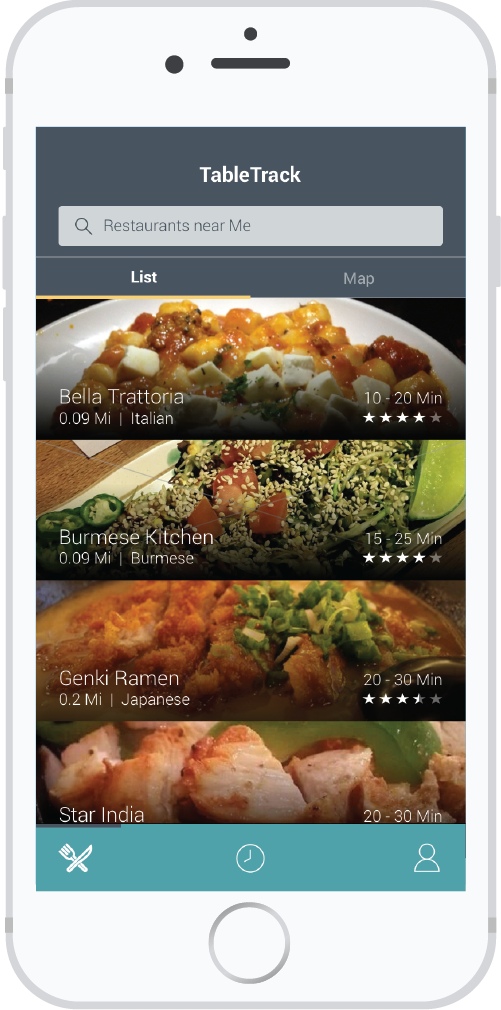 TableTrack
Restaurants near Me
List Map
Bella Trattoria 10 - 20 Min
0.09 Mi | Italian
Burmese Kitchen 15 - 25 Min
0.09 Mi | Burmese
Genki Ramen 20 - 30 Min
0.2 Mi | Japanese
Star India 20 - 30 Min